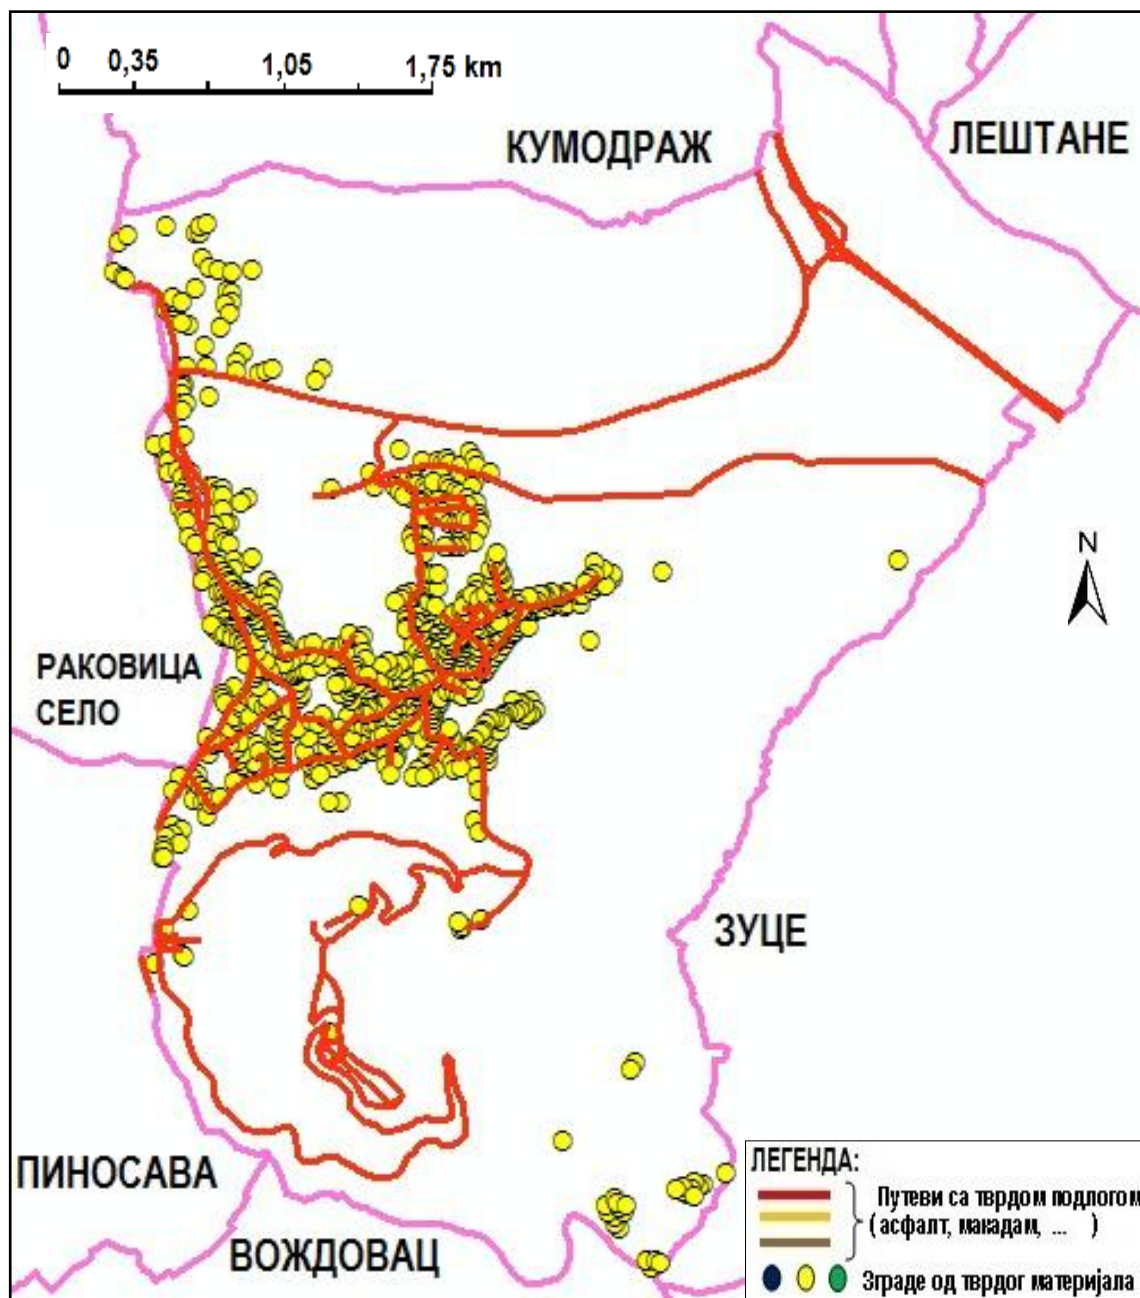 0 0,35 1,05 1,75 km
КУМОДРАЖ
ЛЕШТАНЕ
N
РАКОВИЦА
СЕЛО
ЗУЦЕ
ПИНОСАВА
ВОЖДОВАЦ
ЛЕГЕНДА:
Путеви са тврдом подлогом
(асфалт, макадам, ... )
Зграде од тврдог материјала